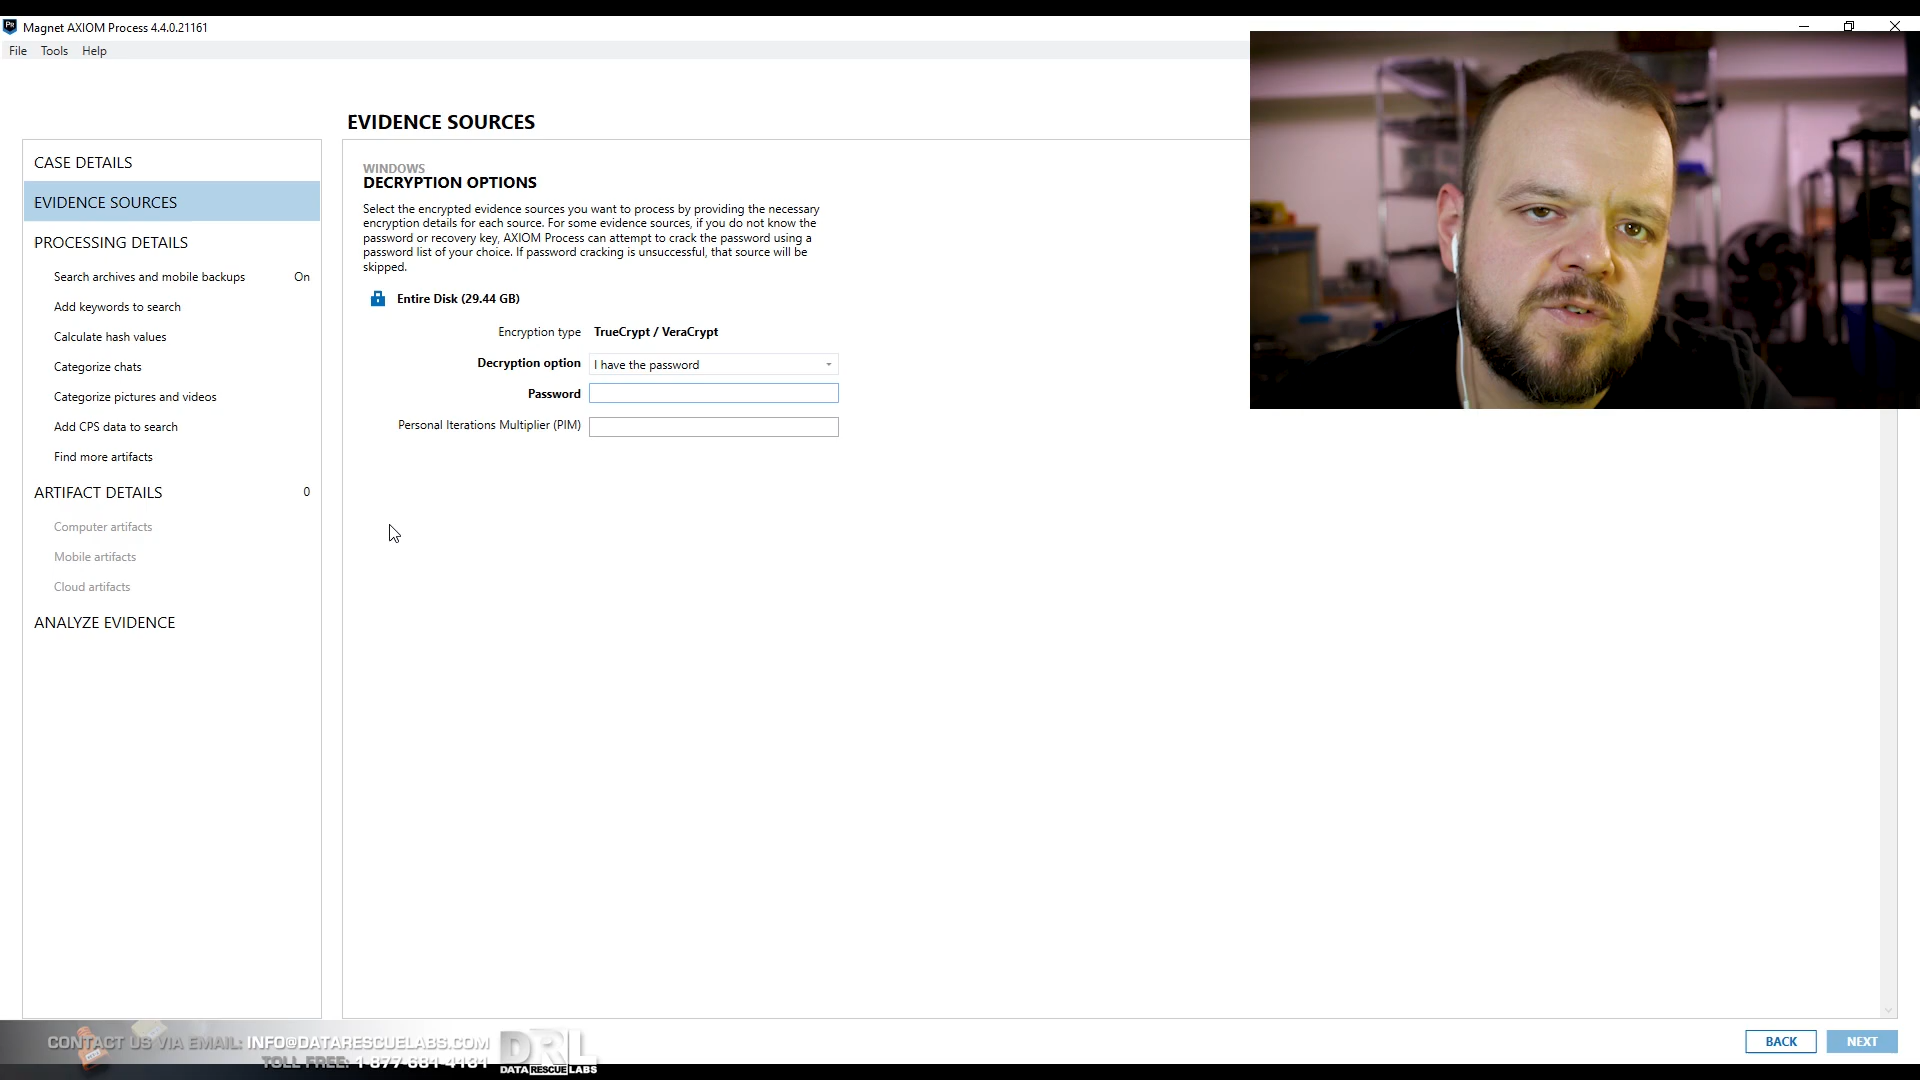 Magnet AXIOM Process 4.4.0.21161
File Tools Help
EVIDENCE SOURCES
CASE DETAILS
EVIDENCE SOURCES
PROCESSING DETAILS
Search archives and mobile backups On
Add keywords to search
Calculate hash values
Categorize chats
Categorize pictures and videos
Add CPS data to search
Find more artifacts
ARTIFACT DETAILS 0
Computer artifacts
Mobile artifacts
Cloud artifacts
ANALYZE EVIDENCE
WINDOWS
DECRYPTION OPTIONS
Select the encrypted evidence sources you want to process by providing the necessary
encryption details for each source. For some evidence sources, if you do not know the
password or recovery key, AXIOM Process can attempt to crack the password using a
password list of your choice. If password cracking is unsuccessful, that source will be
skipped.
Entire Disk (29.44 GB)
Encryption type TrueCrypt / VeraCrypt
Decryption option I have the password
Password
Personal Iterations Multiplier (PIM)
CONTACT US VIA EMAIL: INFO@DATARESCUELABS.COM
TOLL FREE: 1-877-684-4131
DRL
DATA RESCUE LABS
BACK NEXT